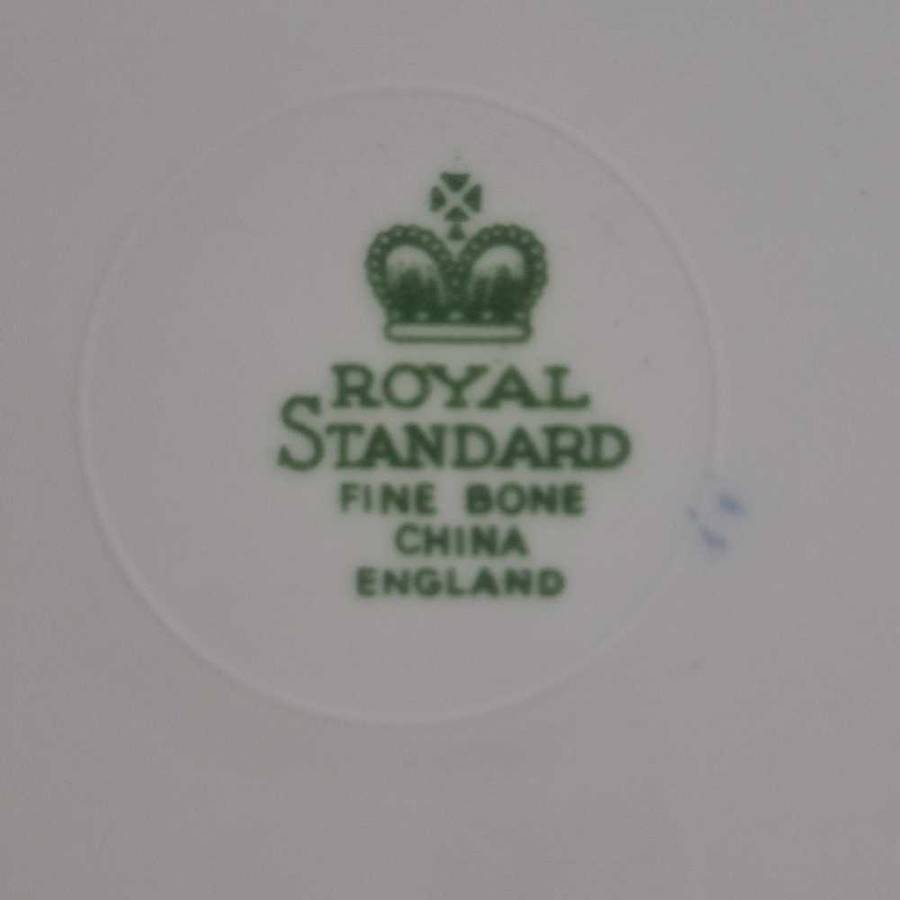 ROYAL
STANDARD
FINE BONE
CHINA
ENGLAND